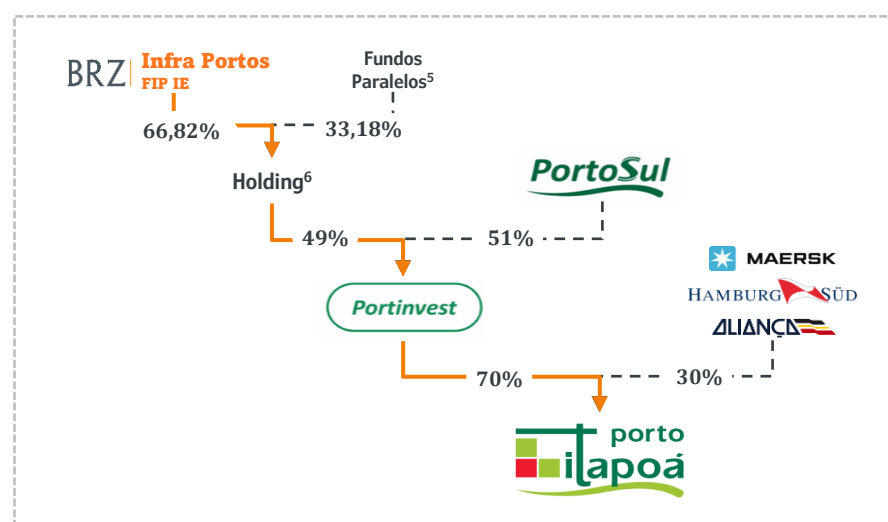 BRZ
Infra Portos
FIP IE
Fundos
Paralelos⁵
66,82%
33,18%
Holding⁶
PortoSul
49%
51%
MAERSK
HAMBURG SÜD
ALIANÇA
Portinvest
70%
30%
porto
itapoá